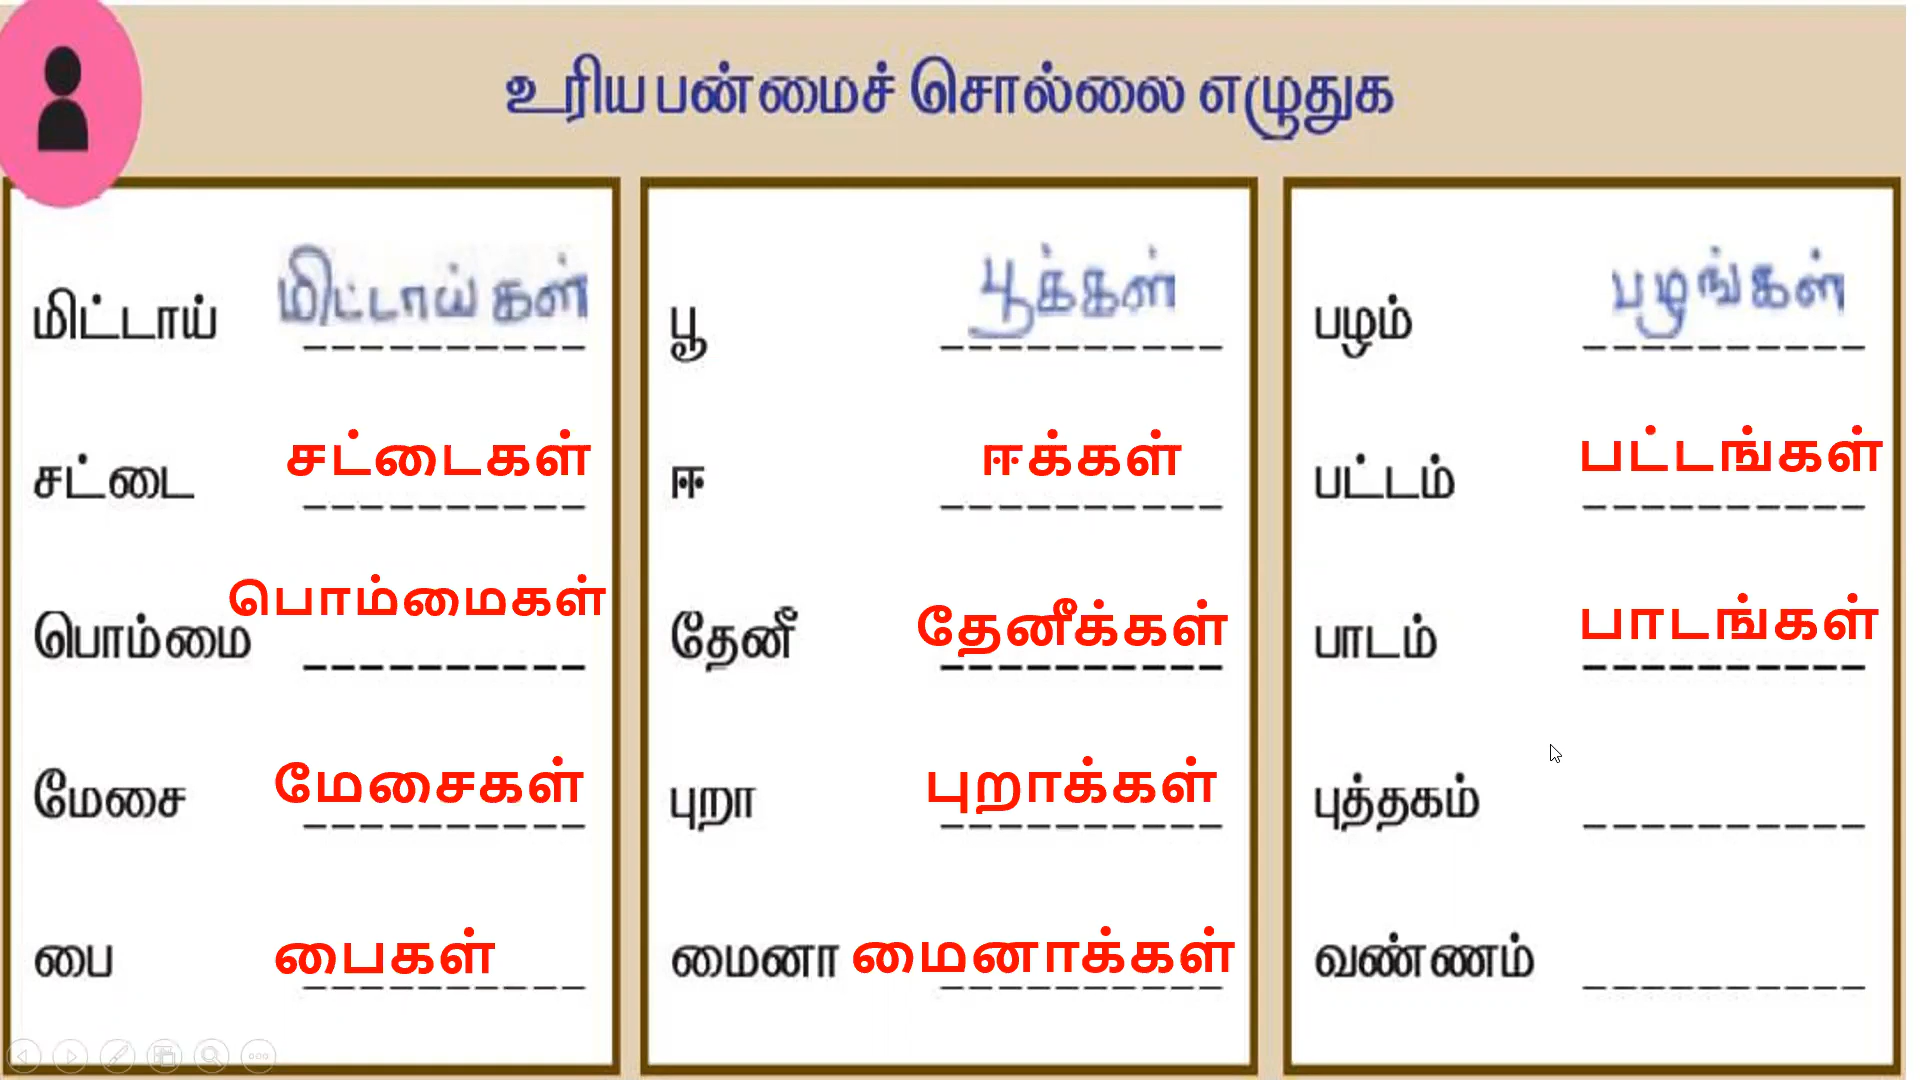 உரிய பன்மைச் சொல்லை எழுதுக
மிட்டாய் மிட்டாய்கள்
சட்டை சட்டைகள்
பொம்மை பொம்மைகள்
மேசை மேசைகள்
பை பைகள்
பூ பூக்கள்
ஈ ஈக்கள்
தேனீ தேனீக்கள்
புறா புறாக்கள்
மைனா மைனாக்கள்
பழம் பழங்கள்
பட்டம் பட்டங்கள்
பாடம் பாடங்கள்
புத்தகம்
வண்ணம்